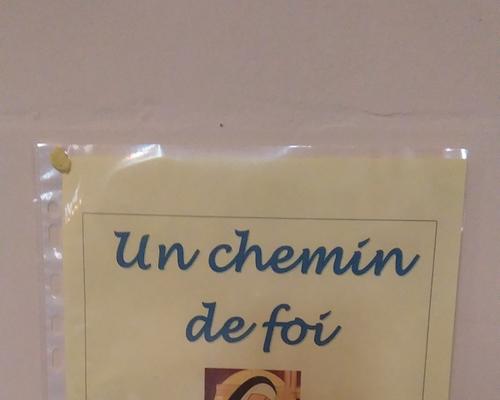 Un chemin
de foi